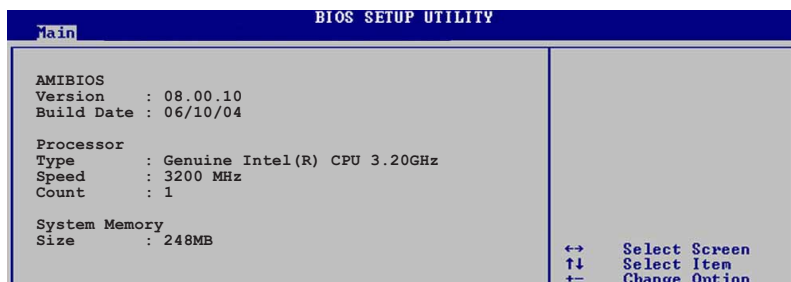 BIOS SETUP UTILITY
Main
AMIBIOS
Version : 08.00.10
Build Date : 06/10/04
Processor
Type : Genuine Intel(R) CPU 3.20GHz
Speed : 3200 MHz
Count : 1
System Memory
Size : 248MB
↔ Select Screen
↑↓ Select Item
+- Change Option